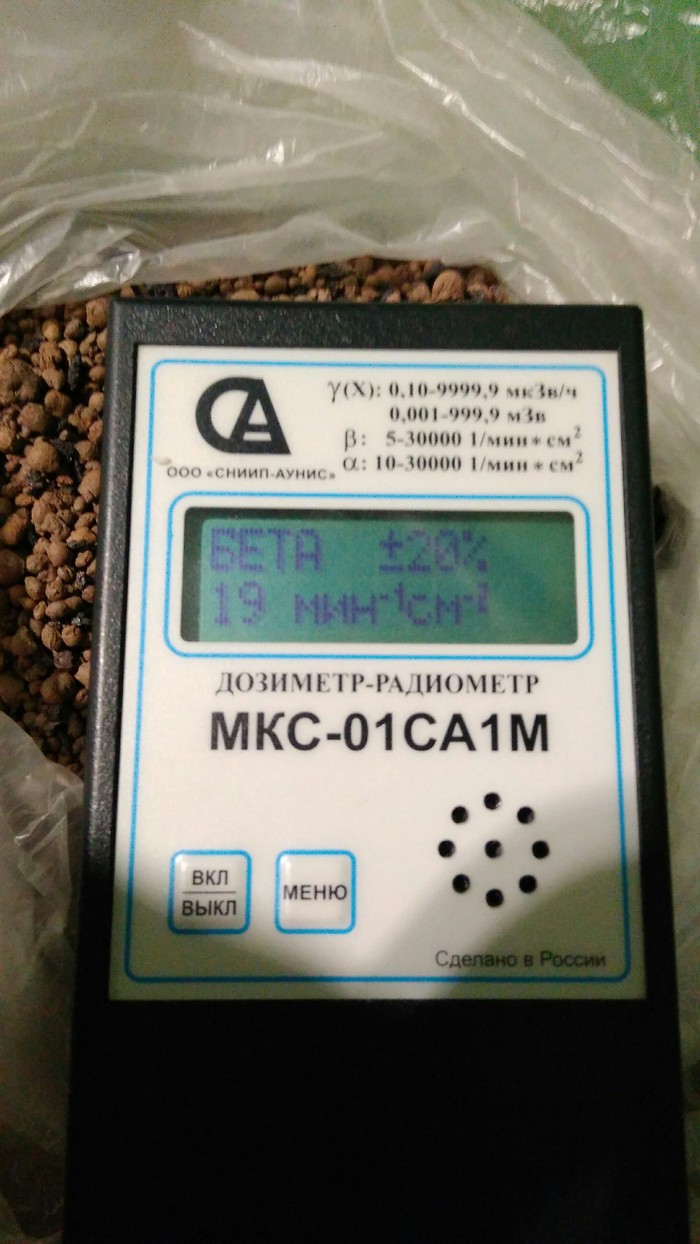 γ(X): 0,10-9999,9 мкЗв/ч
0,001-999,9 мЗв
β: 5-30000 1/мин * см²
α: 10-30000 1/мин * см²
СА
ООО «СНИИП-АУНИС»
БЕТА ±20%
19 мин⁻¹см⁻²
ДОЗИМЕТР-РАДИОМЕТР
МКС-01СА1М
ВКЛ
ВЫКЛ
МЕНЮ
Сделано в России